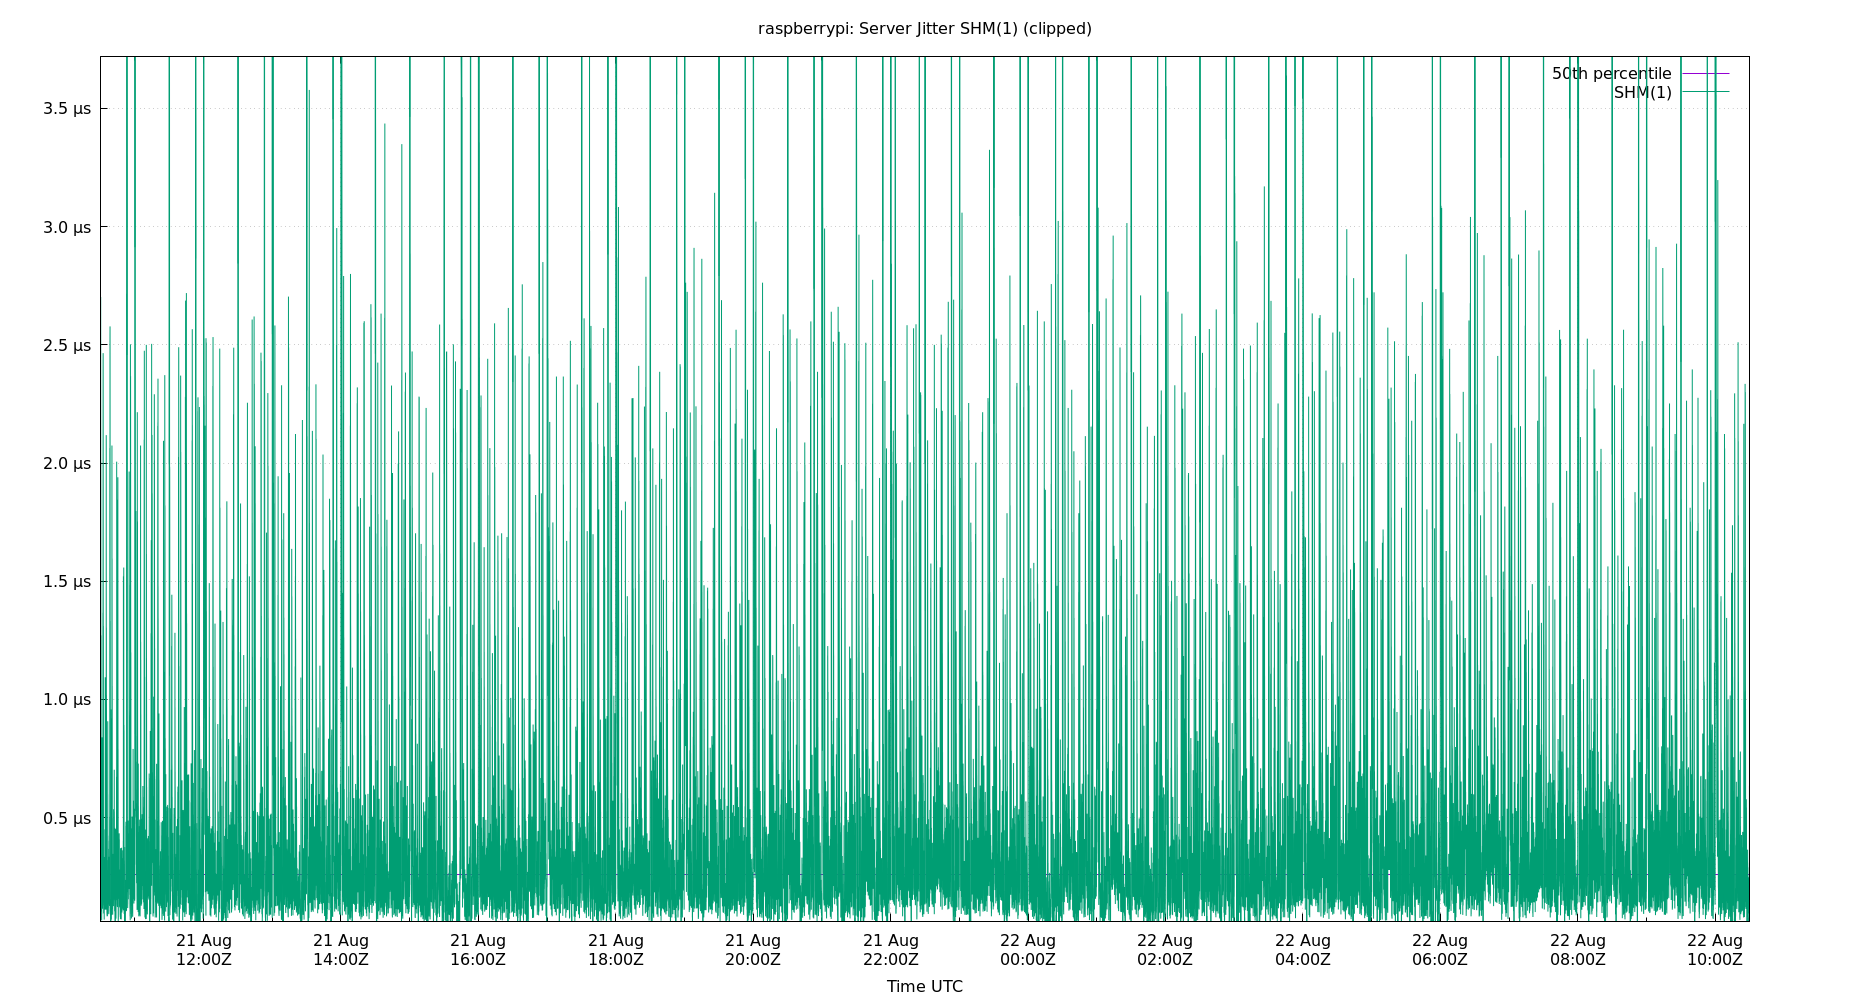 raspberrypi: Server Jitter SHM(1) (clipped)
50th percentile
SHM(1)
3.5 µs
3.0 µs
2.5 µs
2.0 µs
1.5 µs
1.0 µs
0.5 µs
21 Aug 21 Aug 21 Aug 21 Aug 21 Aug 21 Aug 22 Aug 22 Aug 22 Aug 22 Aug 22 Aug 22 Aug
12:00Z 14:00Z 16:00Z 18:00Z 20:00Z 22:00Z 00:00Z 02:00Z 04:00Z 06:00Z 08:00Z 10:00Z
Time UTC